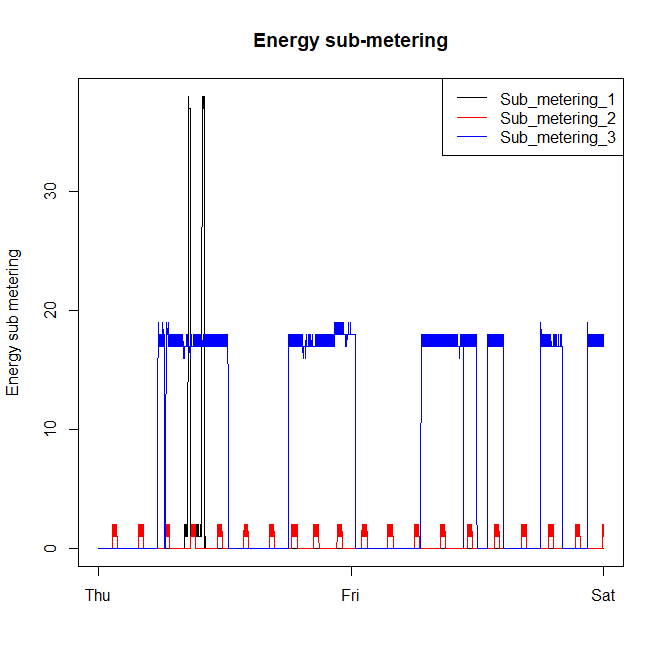 Energy sub-metering
Sub_metering_1
Sub_metering_2
Sub_metering_3
Energy sub metering
30
20
10
0
Thu
Fri
Sat